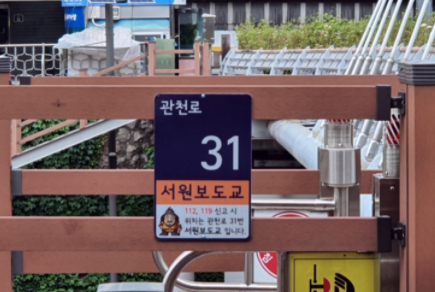 관천로
31
서원보도교
112, 119 신고 시
위치는 관천로 31번
서원보도교 입니다.